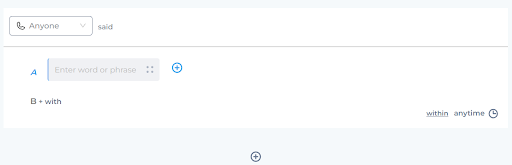 Anyone said
A Enter word or phrase
B + with
within anytime